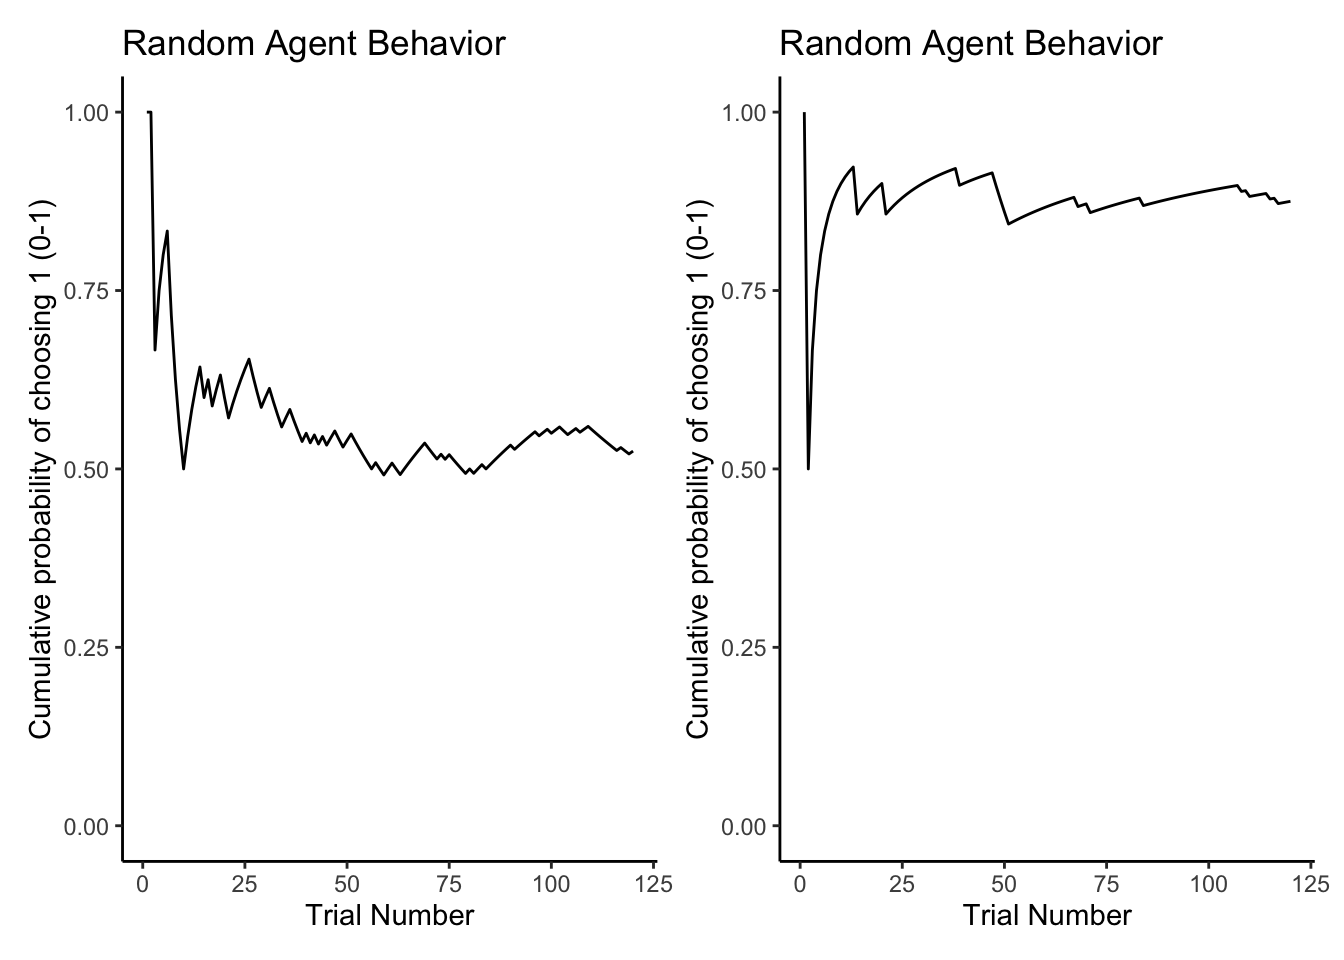 Random Agent Behavior
Cumulative probability of choosing 1 (0-1)
1.00
0.75
0.50
0.25
0.00
0 25 50 75 100 125
Trial Number
Random Agent Behavior
Cumulative probability of choosing 1 (0-1)
1.00
0.75
0.50
0.25
0.00
0 25 50 75 100 125
Trial Number